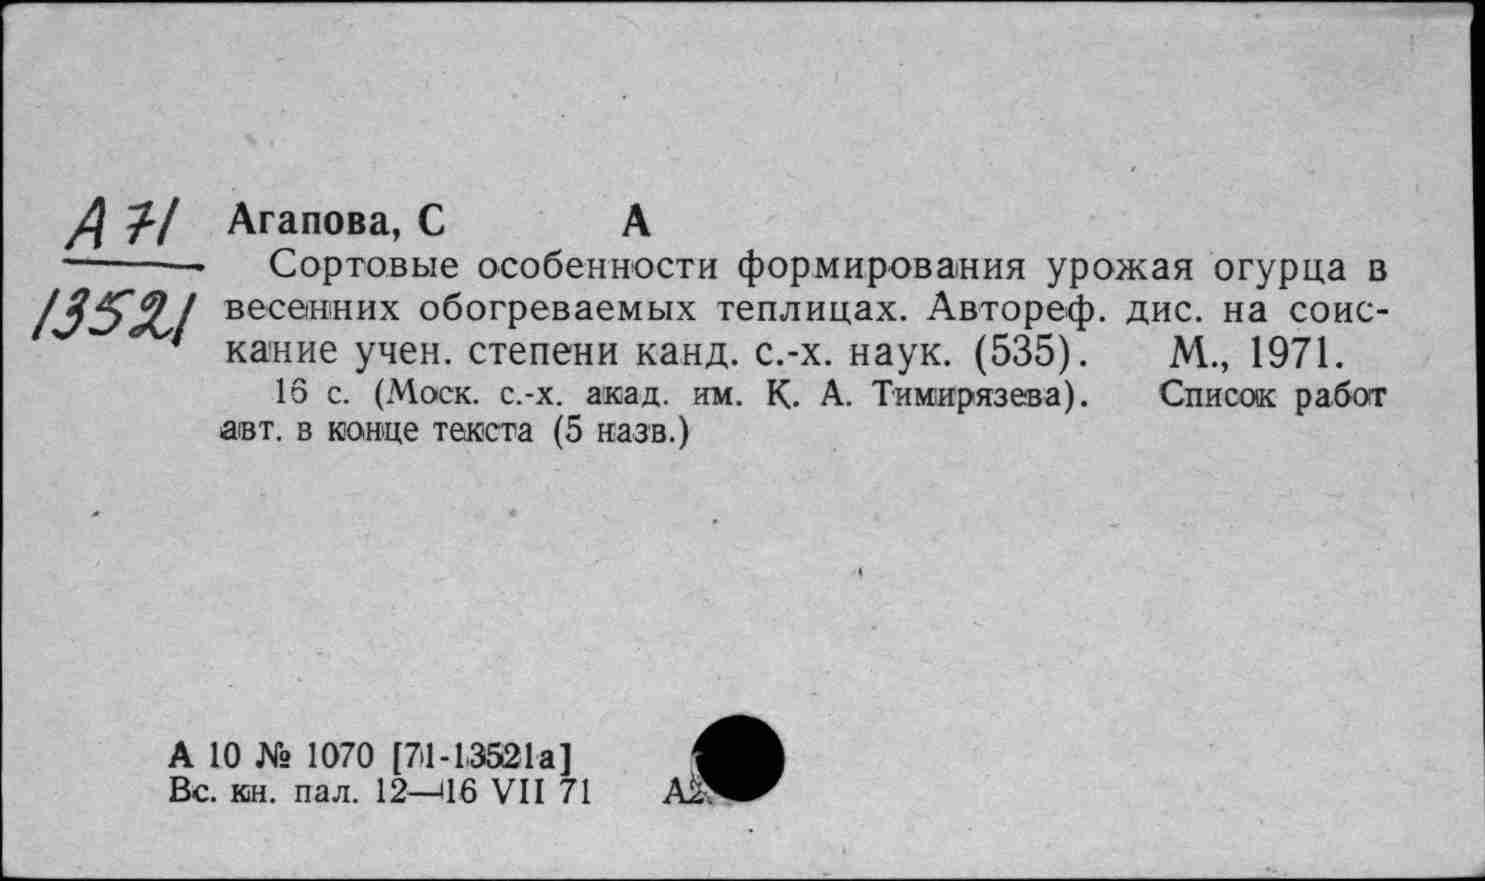 А 71 Агапова, С А
Сортовые особенности формирования урожая огурца в
13521 весенних обогреваемых теплицах. Автореф. дис. на соис-
кание учен. степени канд. с.-х. наук. (535). М., 1971.
16 с. (Моск. с.-х. акад. им. К. А. Тимирязева). Список работ
авт. в конце текста (5 назв.)
А 10 № 1070 [71-13521а]
Вс. кн. пал. 12—16 VII 71